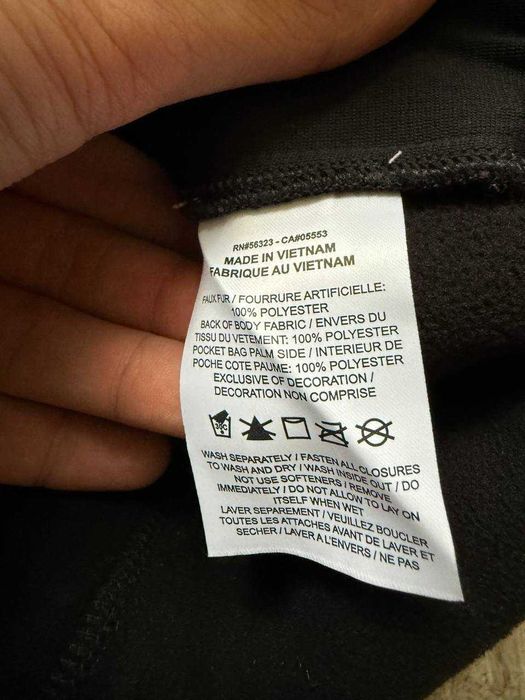 RN#56323 - CA#05553
MADE IN VIETNAM
FABRIQUE AU VIETNAM
FAUX FUR / FOURRURE ARTIFICIELLE:
100% POLYESTER
BACK OF BODY FABRIC / ENVERS DU
TISSU DU VETEMENT: 100% POLYESTER
POCKET BAG PALM SIDE / INTERIEUR DE
POCHE COTE PAUME: 100% POLYESTER
EXCLUSIVE OF DECORATION /
DECORATION NON COMPRISE
30C
WASH SEPARATELY / FASTEN ALL CLOSURES
TO WASH AND DRY / WASH INSIDE OUT / DO
NOT USE SOFTENERS / REMOVE
IMMEDIATELY / DO NOT ALLOW TO LAY ON
ITSELF WHEN WET
LAVER SEPAREMENT / VEUILLEZ BOUCLER
TOUTES LES ATTACHES AVANT DE LAVER ET
SECHER / LAVER A L'ENVERS / NE PAS